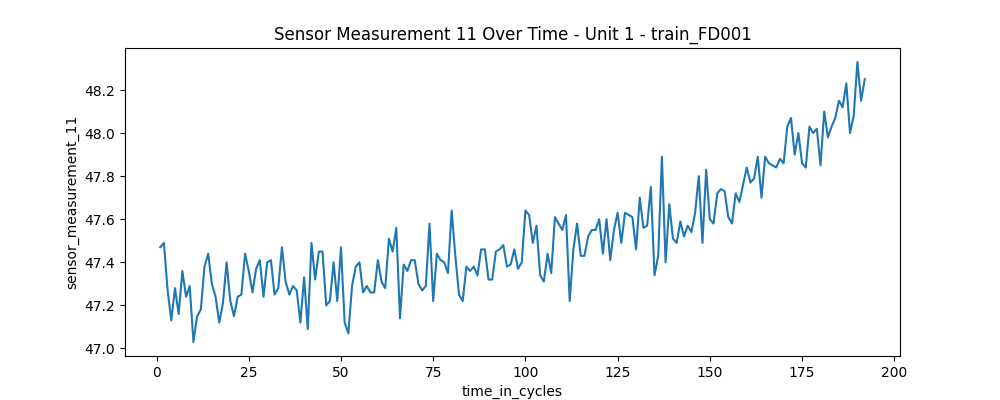 Sensor Measurement 11 Over Time - Unit 1 - train_FD001
sensor_measurement_11
48.2
48.0
47.8
47.6
47.4
47.2
47.0
0 25 50 75 100 125 150 175 200
time_in_cycles